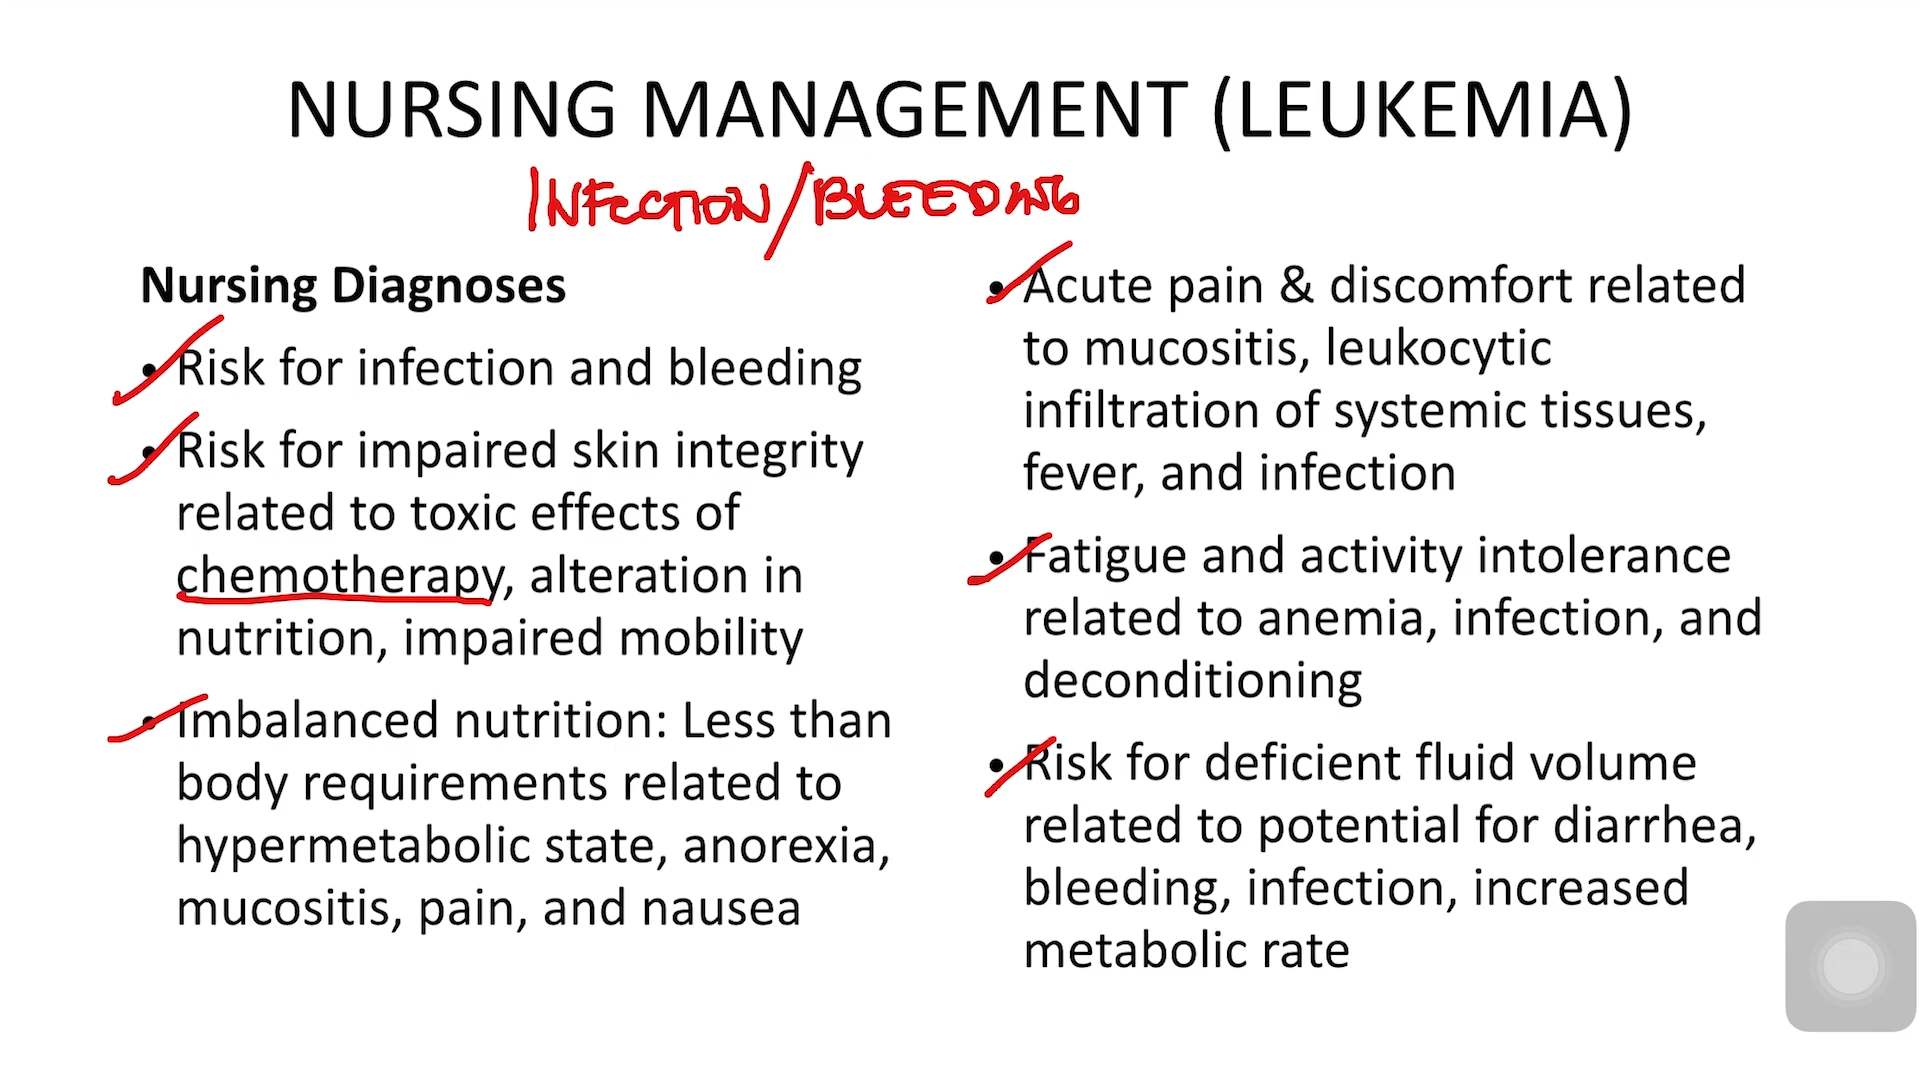 NURSING MANAGEMENT (LEUKEMIA)
INFECTION/BLEEDING
Nursing Diagnoses
• Risk for infection and bleeding
• Risk for impaired skin integrity
related to toxic effects of
chemotherapy, alteration in
nutrition, impaired mobility
• Imbalanced nutrition: Less than
body requirements related to
hypermetabolic state, anorexia,
mucositis, pain, and nausea
• Acute pain & discomfort related
to mucositis, leukocytic
infiltration of systemic tissues,
fever, and infection
• Fatigue and activity intolerance
related to anemia, infection, and
deconditioning
• Risk for deficient fluid volume
related to potential for diarrhea,
bleeding, infection, increased
metabolic rate